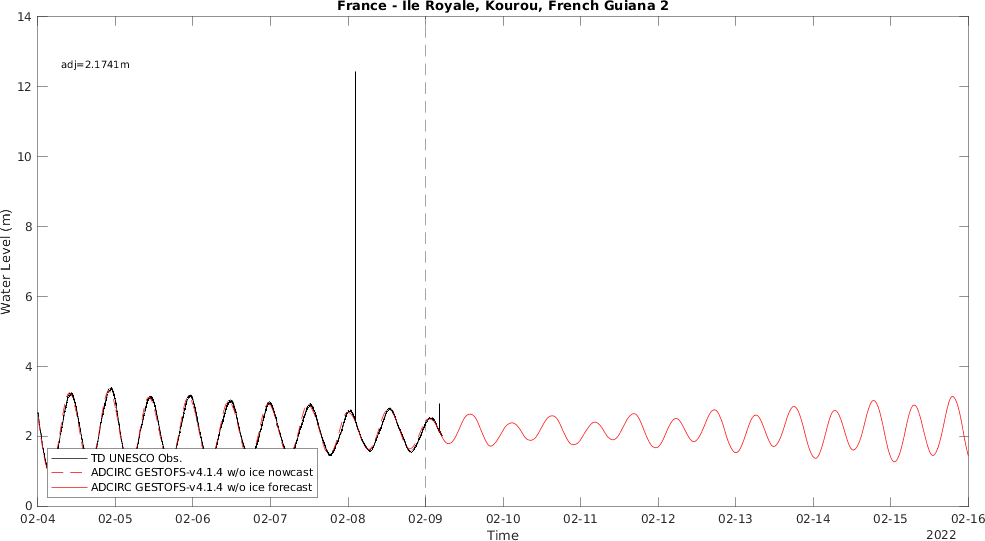 France - Ile Royale, Kourou, French Guiana 2
adj=2.1741m
Water Level (m)
14
12
10
8
6
4
2
0
TD UNESCO Obs.
ADCIRC GESTOFS-v4.1.4 w/o ice nowcast
ADCIRC GESTOFS-v4.1.4 w/o ice forecast
02-04 02-05 02-06 02-07 02-08 02-09 02-10 02-11 02-12 02-13 02-14 02-15 02-16
Time
2022